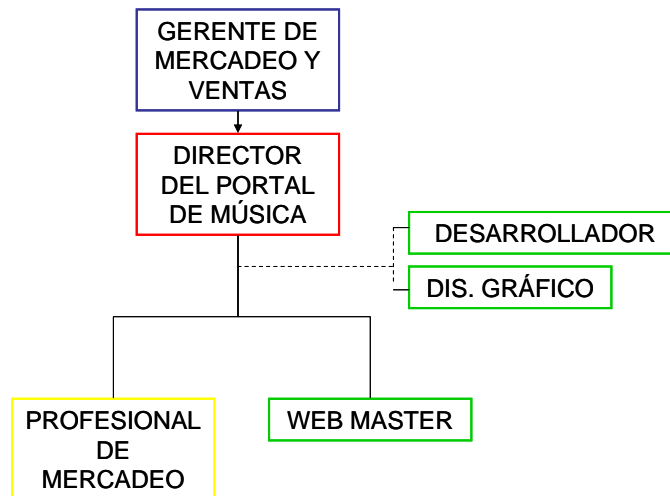 GERENTE DE
MERCADEO Y
VENTAS
DIRECTOR
DEL PORTAL
DE MÚSICA
DESARROLLADOR
DIS. GRÁFICO
PROFESIONAL
DE
MERCADEO
WEB MASTER